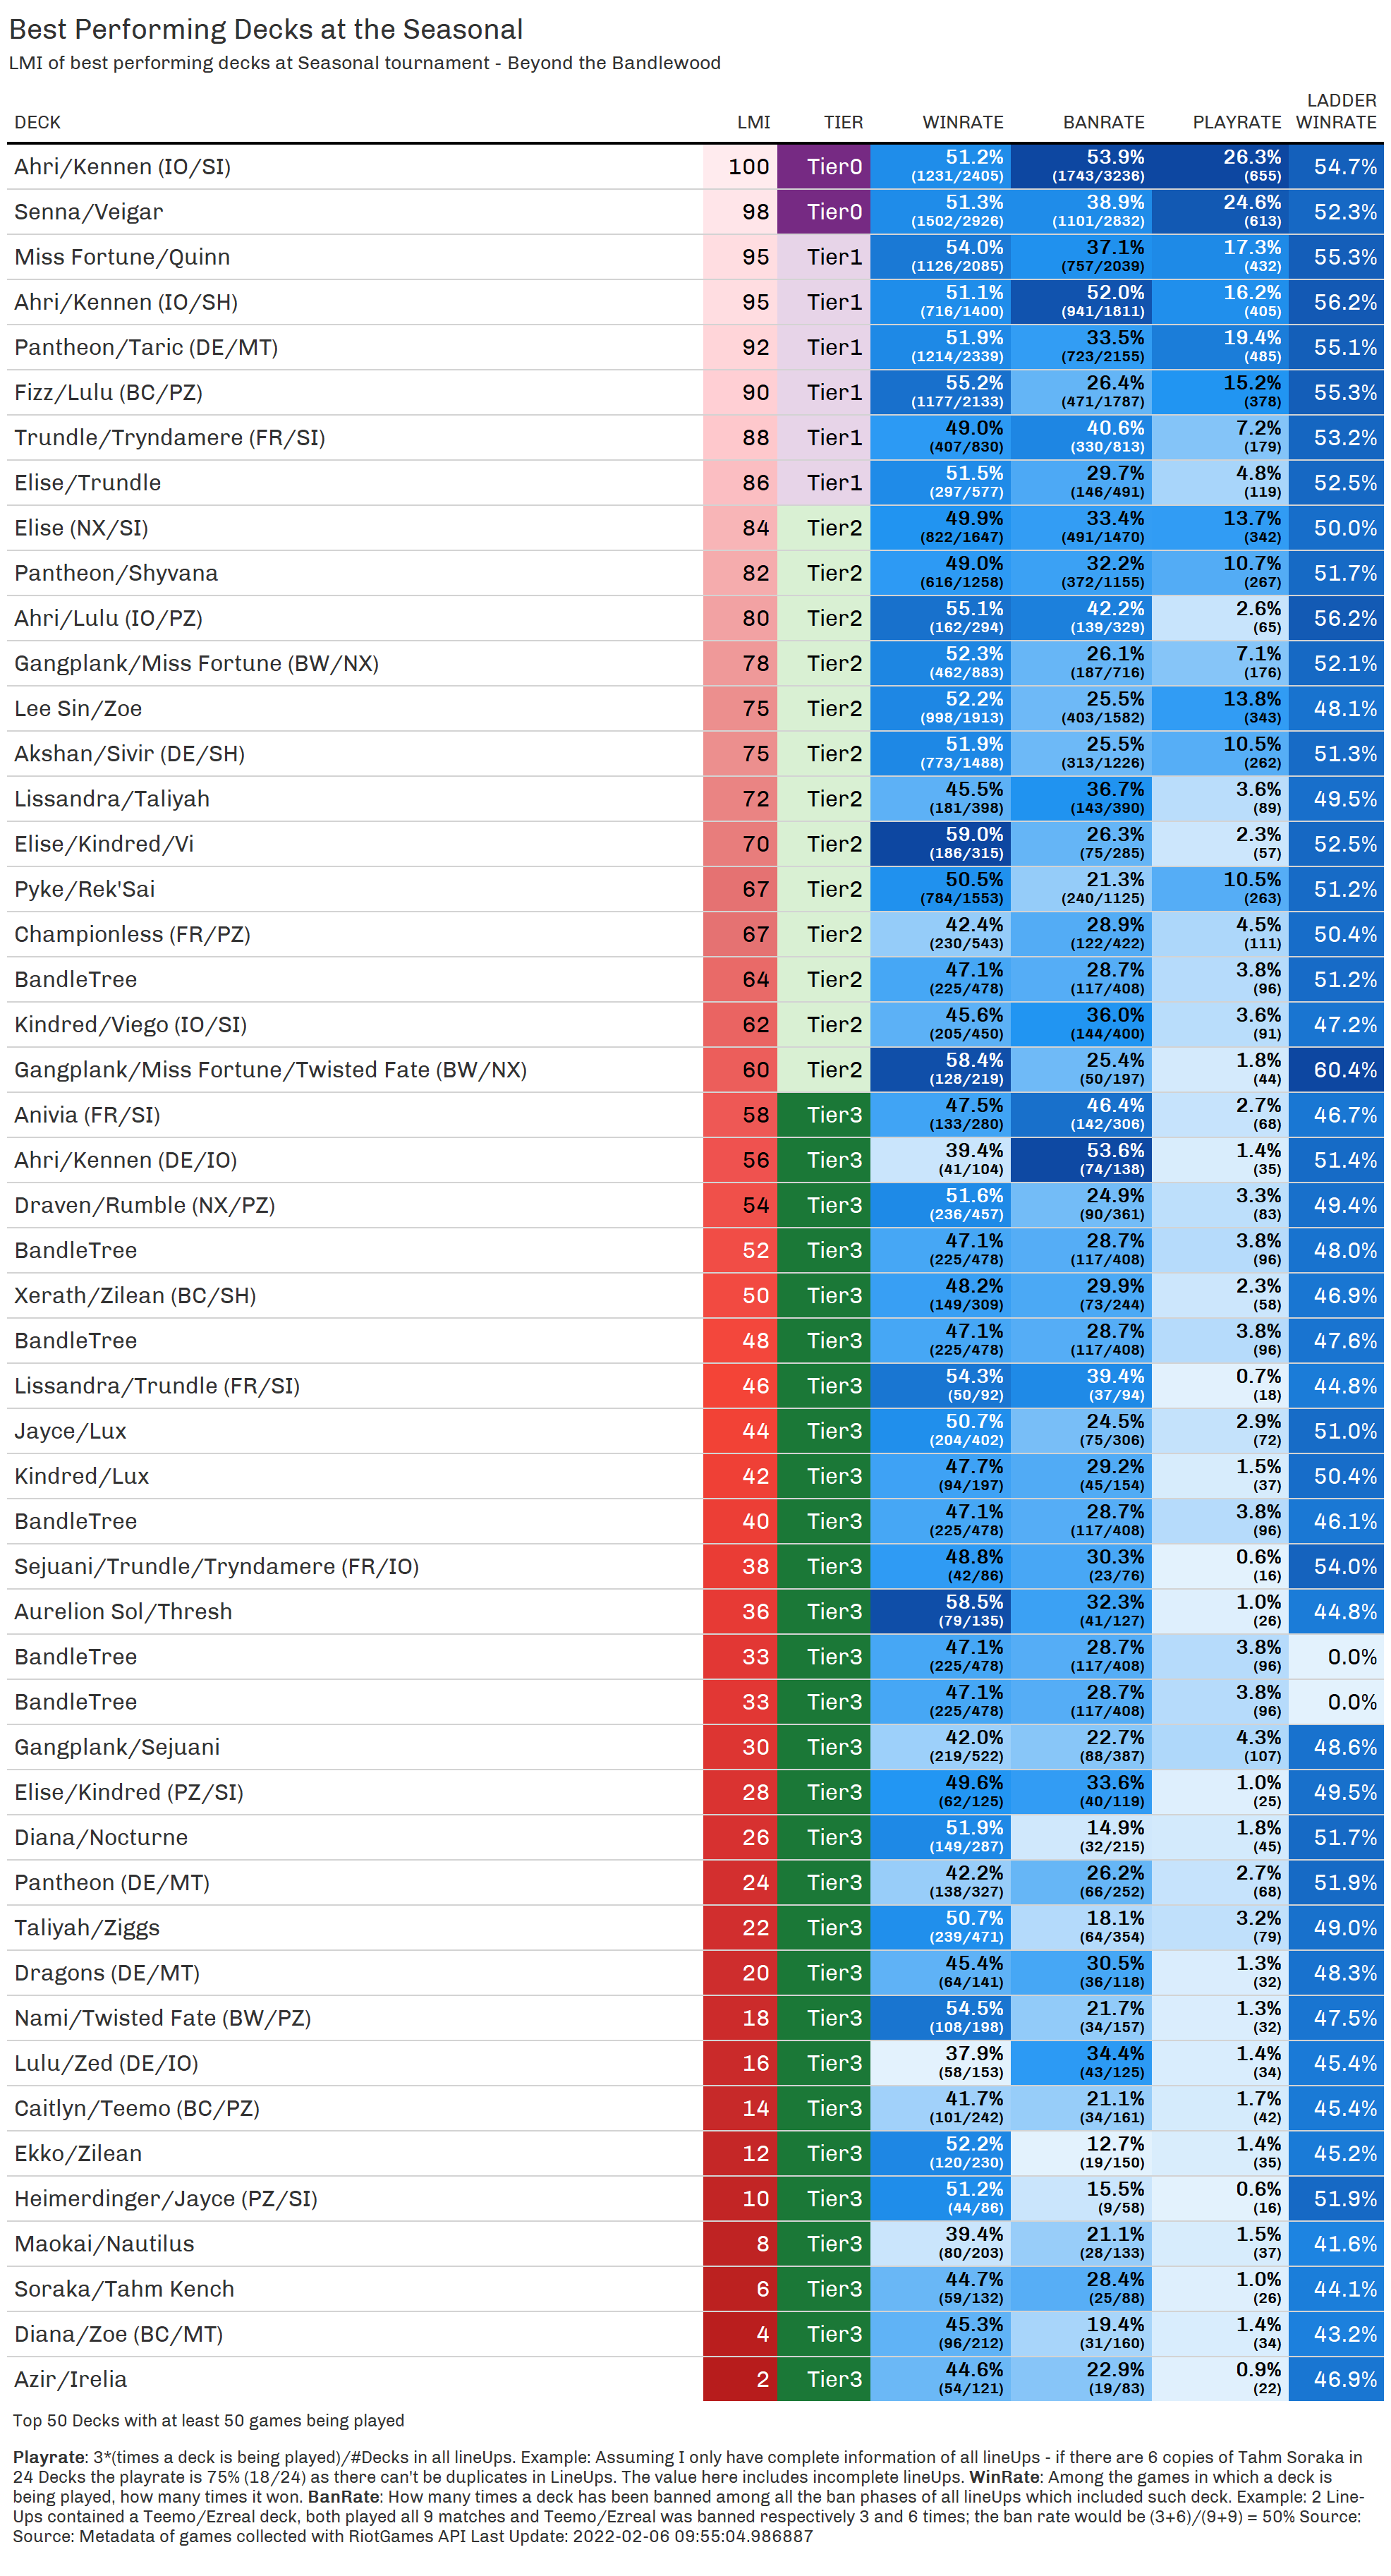 Best Performing Decks at the Seasonal
LMI of best performing decks at Seasonal tournament - Beyond the Bandlewood
DECK LMI TIER WINRATE BANRATE PLAYRATE LADDER WINRATE
Ahri/Kennen (IO/SI) 100 Tier0 51.2% (1231/2405) 53.9% (1743/3236) 26.3% (655) 54.7%
Senna/Veigar 98 Tier0 51.3% (1502/2926) 38.9% (1101/2832) 24.6% (613) 52.3%
Miss Fortune/Quinn 95 Tier1 54.0% (1126/2085) 37.1% (757/2039) 17.3% (432) 55.3%
Ahri/Kennen (IO/SH) 95 Tier1 51.1% (716/1400) 52.0% (941/1811) 16.2% (405) 56.2%
Pantheon/Taric (DE/MT) 92 Tier1 51.9% (1214/2339) 33.5% (723/2155) 19.4% (485) 55.1%
Fizz/Lulu (BC/PZ) 90 Tier1 55.2% (1177/2133) 26.4% (471/1787) 15.2% (378) 55.3%
Trundle/Tryndamere (FR/SI) 88 Tier1 49.0% (407/830) 40.6% (330/813) 7.2% (179) 53.2%
Elise/Trundle 86 Tier1 51.5% (297/577) 29.7% (146/491) 4.8% (119) 52.5%
Elise (NX/SI) 84 Tier2 49.9% (822/1647) 33.4% (491/1470) 13.7% (342) 50.0%
Pantheon/Shyvana 82 Tier2 49.0% (616/1258) 32.2% (372/1155) 10.7% (267) 51.7%
Ahri/Lulu (IO/PZ) 80 Tier2 55.1% (162/294) 42.2% (139/329) 2.6% (65) 56.2%
Gangplank/Miss Fortune (BW/NX) 78 Tier2 52.3% (462/883) 26.1% (187/716) 7.1% (176) 52.1%
Lee Sin/Zoe 75 Tier2 52.2% (998/1913) 25.5% (403/1582) 13.8% (343) 48.1%
Akshan/Sivir (DE/SH) 75 Tier2 51.9% (773/1488) 25.5% (313/1226) 10.5% (262) 51.3%
Lissandra/Taliyah 72 Tier2 45.5% (181/398) 36.7% (143/390) 3.6% (89) 49.5%
Elise/Kindred/Vi 70 Tier2 59.0% (186/315) 26.3% (75/285) 2.3% (57) 52.5%
Pyke/Rek'Sai 67 Tier2 50.5% (784/1553) 21.3% (240/1125) 10.5% (263) 51.2%
Championless (FR/PZ) 67 Tier2 42.4% (230/543) 28.9% (122/422) 4.5% (111) 50.4%
BandleTree 64 Tier2 47.1% (225/478) 28.7% (117/408) 3.8% (96) 51.2%
Kindred/Viego (IO/SI) 62 Tier2 45.6% (205/450) 36.0% (144/400) 3.6% (91) 47.2%
Gangplank/Miss Fortune/Twisted Fate (BW/NX) 60 Tier2 58.4% (128/219) 25.4% (50/197) 1.8% (44) 60.4%
Anivia (FR/SI) 58 Tier3 47.5% (133/280) 46.4% (142/306) 2.7% (68) 46.7%
Ahri/Kennen (DE/IO) 56 Tier3 39.4% (41/104) 53.6% (74/138) 1.4% (35) 51.4%
Draven/Rumble (NX/PZ) 54 Tier3 51.6% (236/457) 24.9% (90/361) 3.3% (83) 49.4%
BandleTree 52 Tier3 47.1% (225/478) 28.7% (117/408) 3.8% (96) 48.0%
Xerath/Zilean (BC/SH) 50 Tier3 48.2% (149/309) 29.9% (73/244) 2.3% (58) 46.9%
BandleTree 48 Tier3 47.1% (225/478) 28.7% (117/408) 3.8% (96) 47.6%
Lissandra/Trundle (FR/SI) 46 Tier3 54.3% (50/92) 39.4% (37/94) 0.7% (18) 44.8%
Jayce/Lux 44 Tier3 50.7% (204/402) 24.5% (75/306) 2.9% (72) 51.0%
Kindred/Lux 42 Tier3 47.7% (94/197) 29.2% (45/154) 1.5% (37) 50.4%
BandleTree 40 Tier3 47.1% (225/478) 28.7% (117/408) 3.8% (96) 46.1%
Sejuani/Trundle/Tryndamere (FR/IO) 38 Tier3 48.8% (42/86) 30.3% (23/76) 0.6% (16) 54.0%
Aurelion Sol/Thresh 36 Tier3 58.5% (79/135) 32.3% (41/127) 1.0% (26) 44.8%
BandleTree 33 Tier3 47.1% (225/478) 28.7% (117/408) 3.8% (96) 0.0%
BandleTree 33 Tier3 47.1% (225/478) 28.7% (117/408) 3.8% (96) 0.0%
Gangplank/Sejuani 30 Tier3 42.0% (219/522) 22.7% (88/387) 4.3% (107) 48.6%
Elise/Kindred (PZ/SI) 28 Tier3 49.6% (62/125) 33.6% (40/119) 1.0% (25) 49.5%
Diana/Nocturne 26 Tier3 51.9% (149/287) 14.9% (32/215) 1.8% (45) 51.7%
Pantheon (DE/MT) 24 Tier3 42.2% (138/327) 26.2% (66/252) 2.7% (68) 51.9%
Taliyah/Ziggs 22 Tier3 50.7% (239/471) 18.1% (64/354) 3.2% (79) 49.0%
Dragons (DE/MT) 20 Tier3 45.4% (64/141) 30.5% (36/118) 1.3% (32) 48.3%
Nami/Twisted Fate (BW/PZ) 18 Tier3 54.5% (108/198) 21.7% (34/157) 1.3% (32) 47.5%
Lulu/Zed (DE/IO) 16 Tier3 37.9% (58/153) 34.4% (43/125) 1.4% (34) 45.4%
Caitlyn/Teemo (BC/PZ) 14 Tier3 41.7% (101/242) 21.1% (34/161) 1.7% (42) 45.4%
Ekko/Zilean 12 Tier3 52.2% (120/230) 12.7% (19/150) 1.4% (35) 45.2%
Heimerdinger/Jayce (PZ/SI) 10 Tier3 51.2% (44/86) 15.5% (9/58) 0.6% (16) 51.9%
Maokai/Nautilus 8 Tier3 39.4% (80/203) 21.1% (28/133) 1.5% (37) 41.6%
Soraka/Tahm Kench 6 Tier3 44.7% (59/132) 28.4% (25/88) 1.0% (26) 44.1%
Diana/Zoe (BC/MT) 4 Tier3 45.3% (96/212) 19.4% (31/160) 1.4% (34) 43.2%
Azir/Irelia 2 Tier3 44.6% (54/121) 22.9% (19/83) 0.9% (22) 46.9%
Top 50 Decks with at least 50 games being played
Playrate: 3*(times a deck is being played)/#Decks in all lineUps. Example: Assuming I only have complete information of all lineUps - if there are 6 copies of Tahm Soraka in
24 Decks the playrate is 75% (18/24) as there can't be duplicates in LineUps. The value here includes incomplete lineUps. WinRate: Among the games in which a deck is
being played, how many times it won. BanRate: How many times a deck has been banned among all the ban phases of all lineUps which included such deck. Example: 2 Line-
Ups contained a Teemo/Ezreal deck, both played all 9 matches and Teemo/Ezreal was banned respectively 3 and 6 times; the ban rate would be (3+6)/(9+9) = 50% Source:
Source: Metadata of games collected with RiotGames API Last Update: 2022-02-06 09:55:04.986887